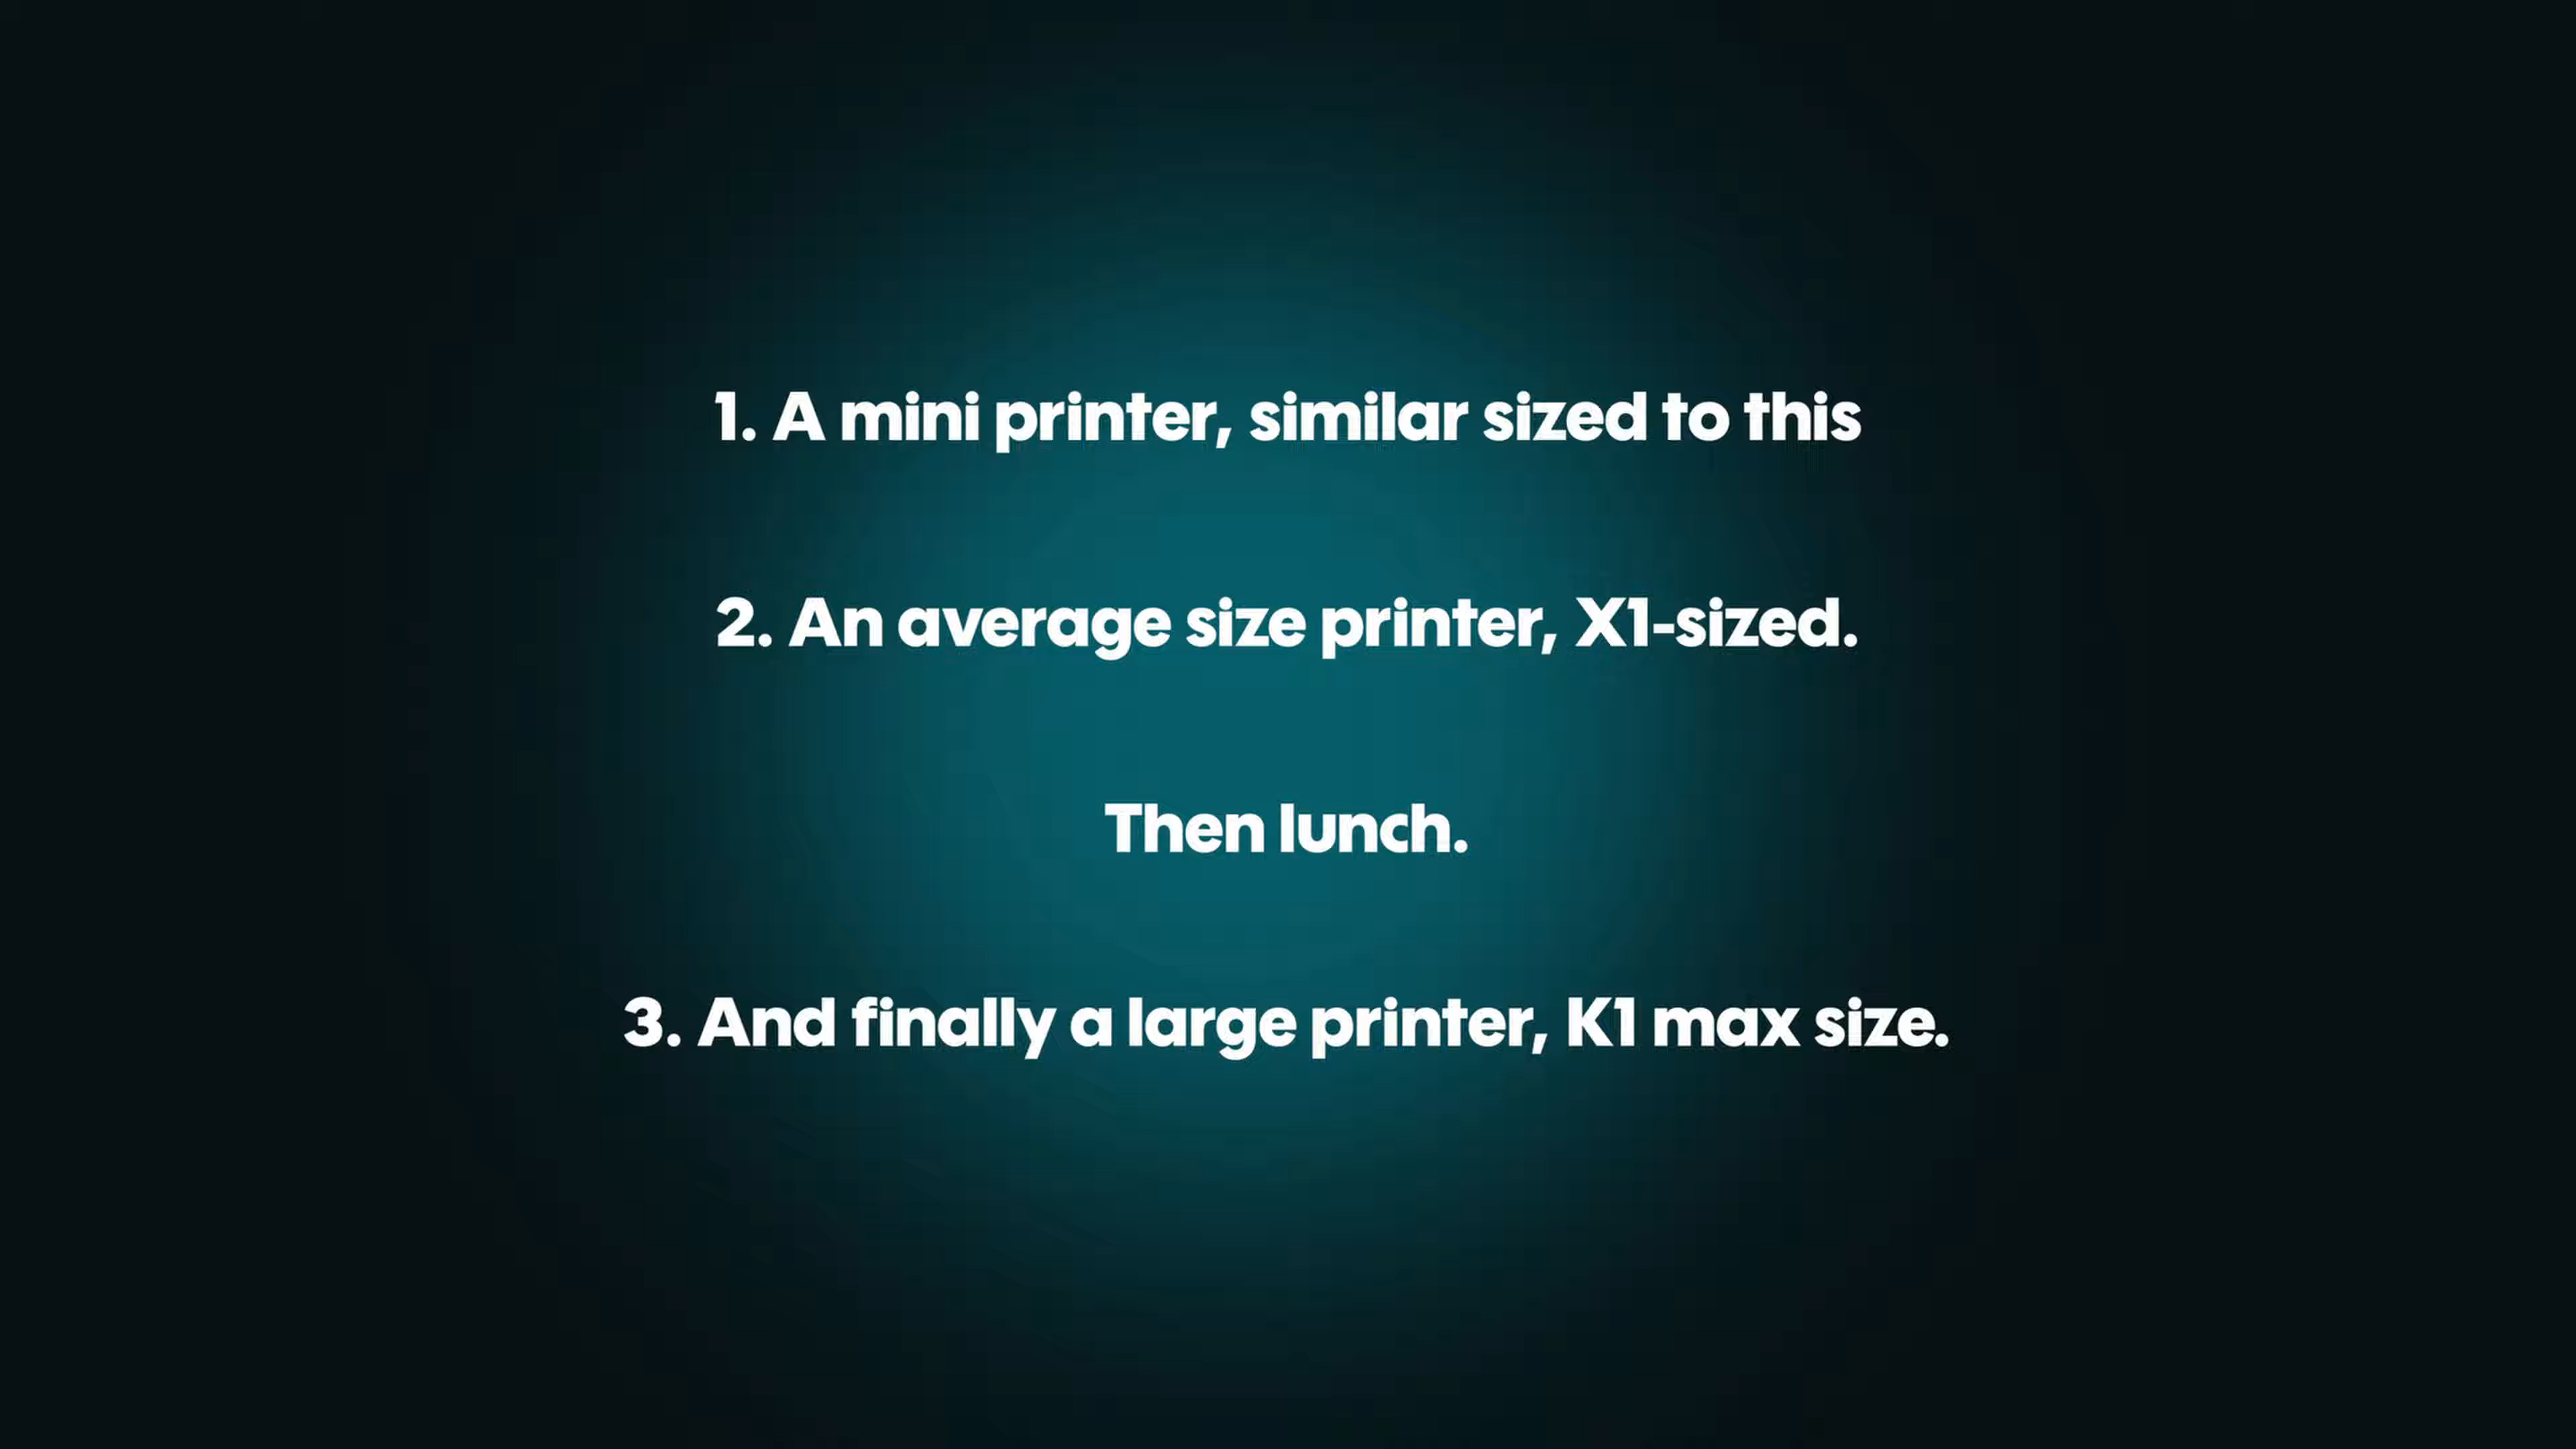 1. A mini printer, similar sized to this
2. An average size printer, X1-sized.
Then lunch.
3. And finally a large printer, K1 max size.